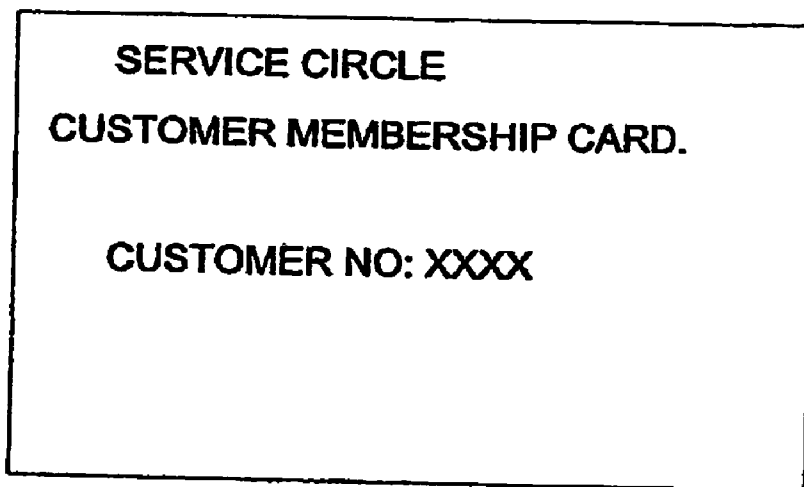 SERVICE CIRCLE
CUSTOMER MEMBERSHIP CARD.
CUSTOMER NO: XXXX